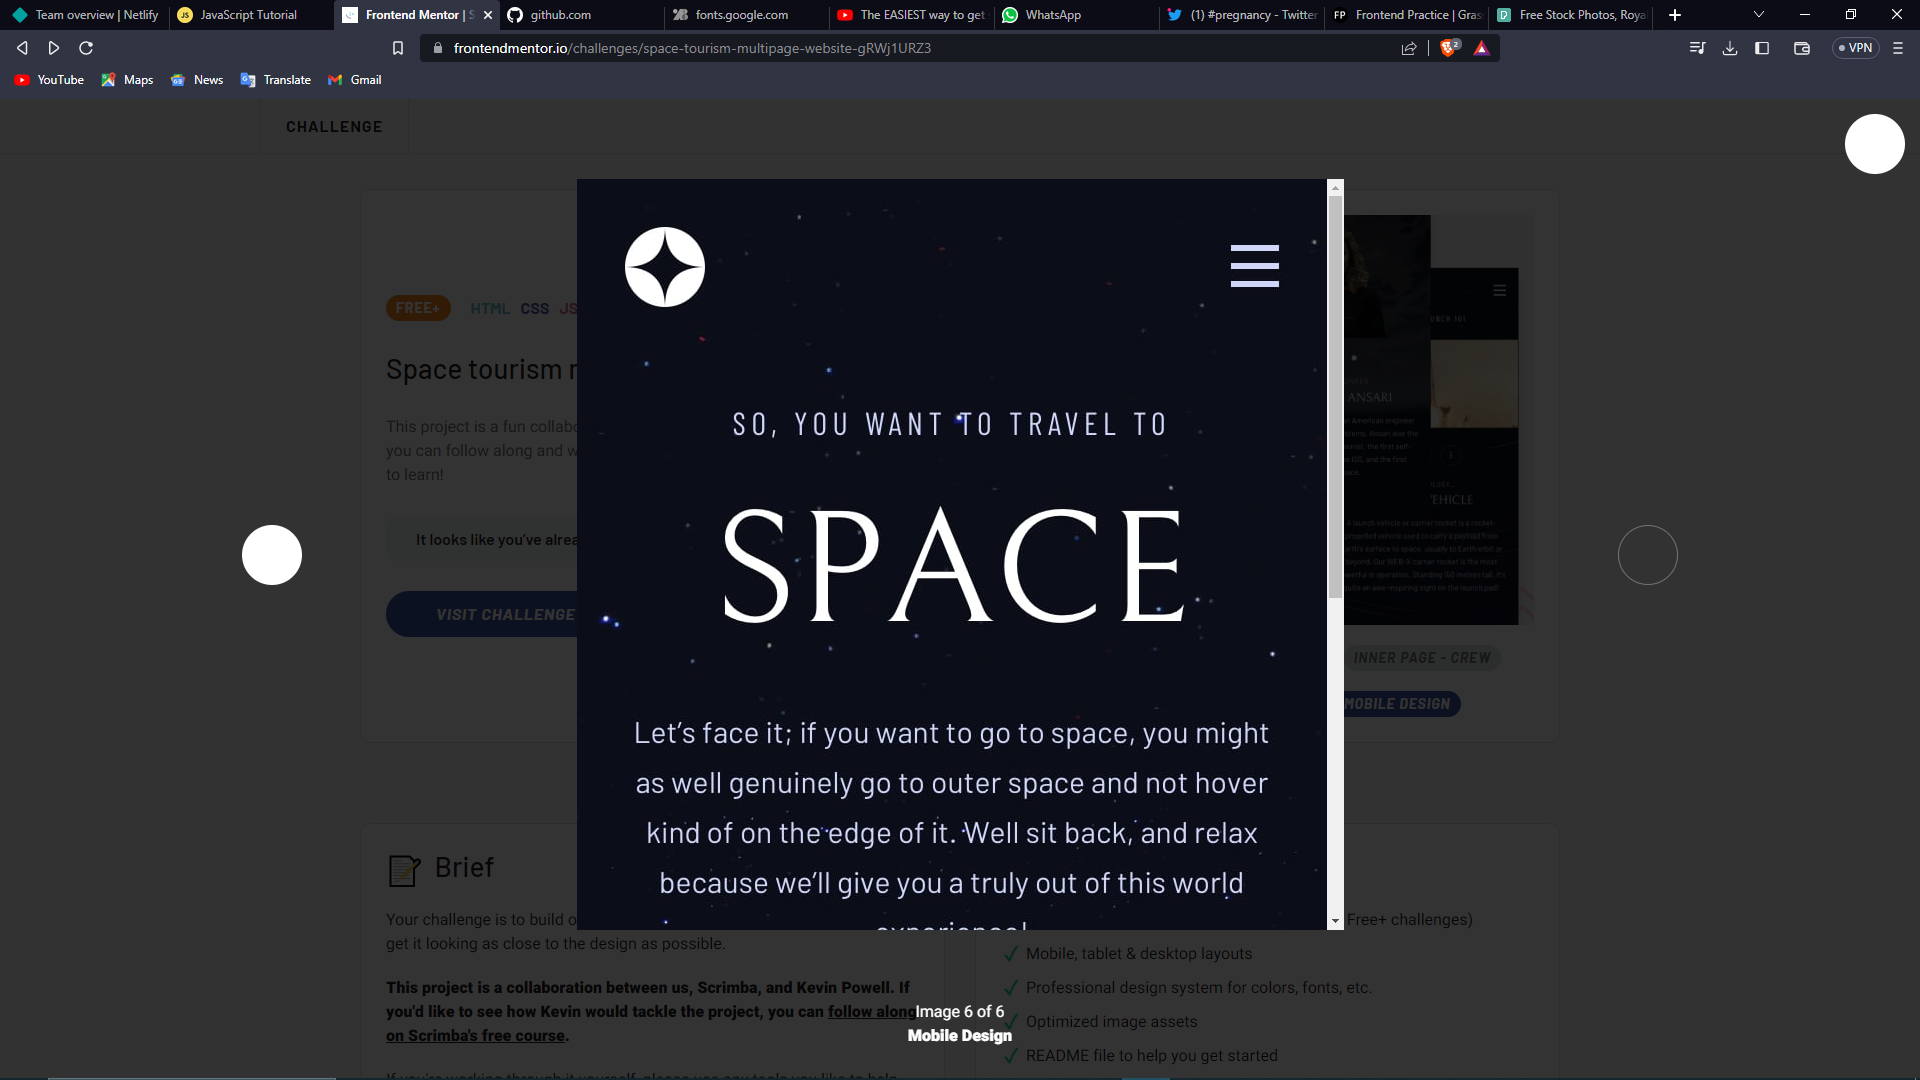 Team overview | Netlify
JavaScript Tutorial
Frontend Mentor | S
github.com
fonts.google.com
The EASIEST way to get
WhatsApp
(1) #pregnancy - Twitter
Frontend Practice | Gras
Free Stock Photos, Roya
frontendmentor.io/challenges/space-tourism-multipage-website-gRWj1URZ3
2
VPN
YouTube
Maps
News
Translate
Gmail
CHALLENGE
FREE+
HTML CSS JS
Space tourism
This project is a fun collabo
you can follow along and w
to learn!
It looks like you've alrea
VISIT CHALLENGE
SO, YOU WANT TO TRAVEL TO
SPACE
Let's face it; if you want to go to space, you might
as well genuinely go to outer space and not hover
kind of on the edge of it. Well sit back, and relax
because we'll give you a truly out of this world
experience!
ANSARI
INNER PAGE - CREW
MOBILE DESIGN
Brief
Your challenge is to build o
get it looking as close to the design as possible.
This project is a collaboration between us, Scrimba, and Kevin Powell. If
you'd like to see how Kevin would tackle the project, you can follow along
on Scrimba's free course.
Free+ challenges)
Mobile, tablet & desktop layouts
Professional design system for colors, fonts, etc.
Optimized image assets
README file to help you get started
Image 6 of 6
Mobile Design